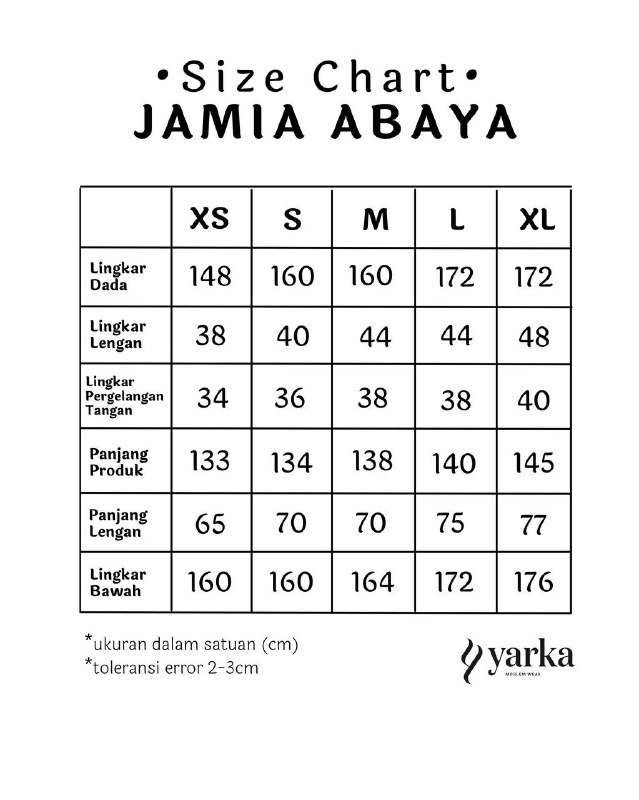 •Size Chart•
JAMIA ABAYA
XS S M L XL
Lingkar Dada 148 160 160 172 172
Lingkar Lengan 38 40 44 44 48
Lingkar Pergelangan Tangan 34 36 38 38 40
Panjang Produk 133 134 138 140 145
Panjang Lengan 65 70 70 75 77
Lingkar Bawah 160 160 164 172 176
*ukuran dalam satuan (cm)
*toleransi error 2-3cm
yarka
MOSLEM WEAR